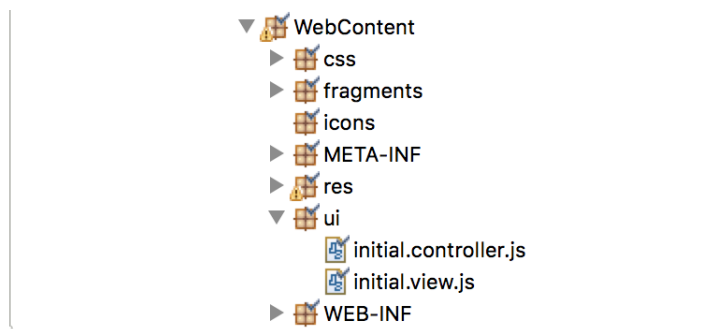 WebContent
css
fragments
icons
META-INF
res
ui
initial.controller.js
initial.view.js
WEB-INF